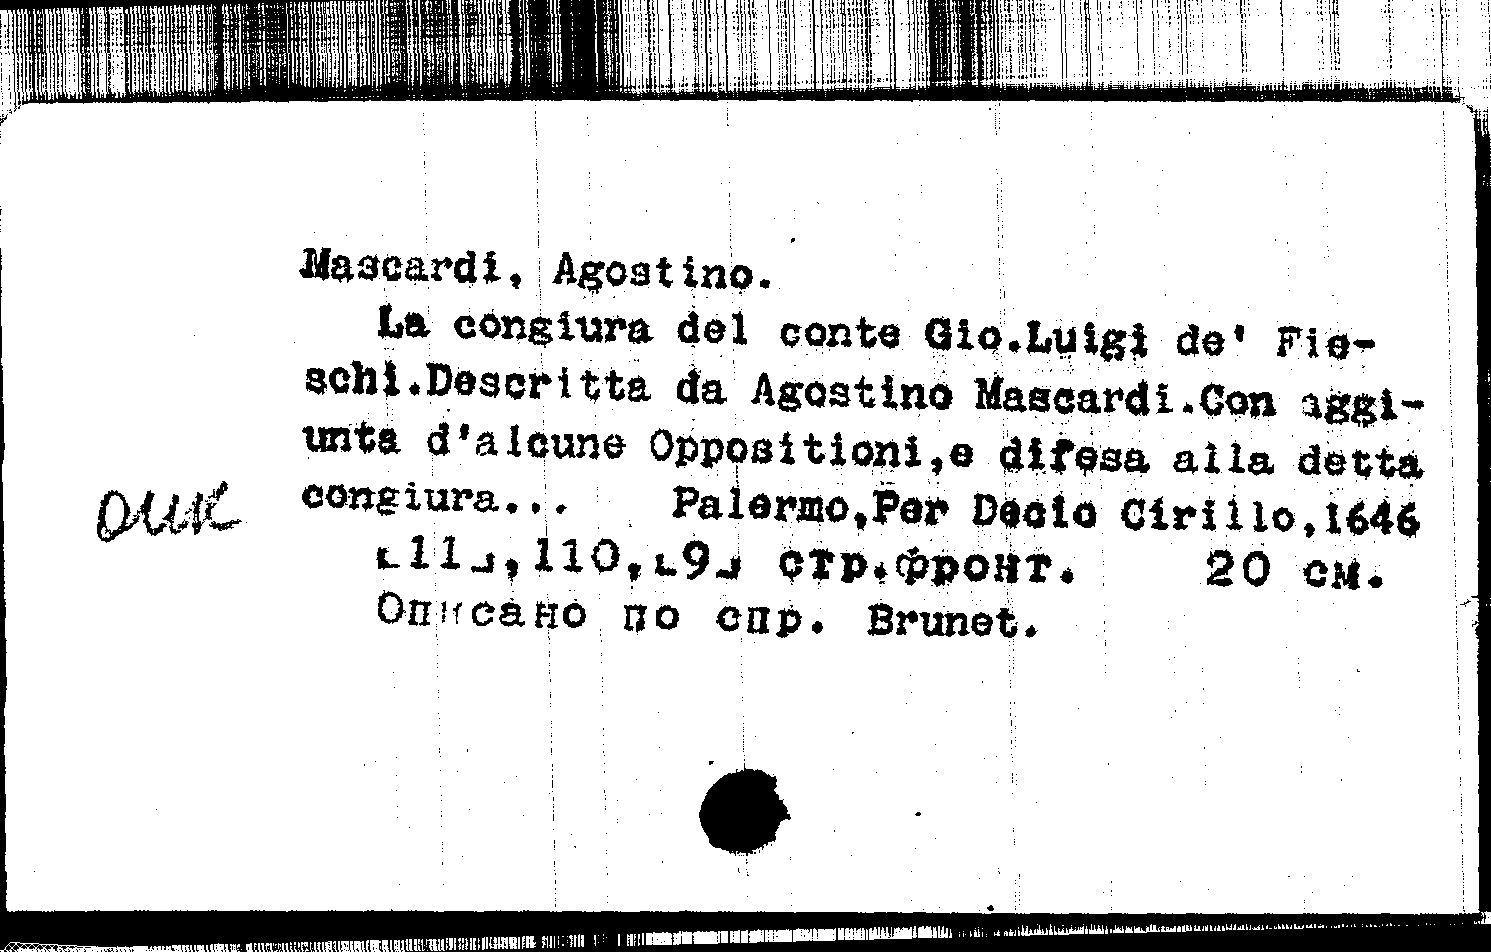 Mascardi, Agostino.
La congiura del conte Gio.Luigi de' Fie-
schi.Descritta da Agostino Mascardi.Con aggi-
unta d'alcune Oppositioni,e difesa alla detta
congiura... Palermo,Per Decio Cirillo,1646
[11],110,[9] стр.фронт. 20 см.
Описано по спр. Brunet.